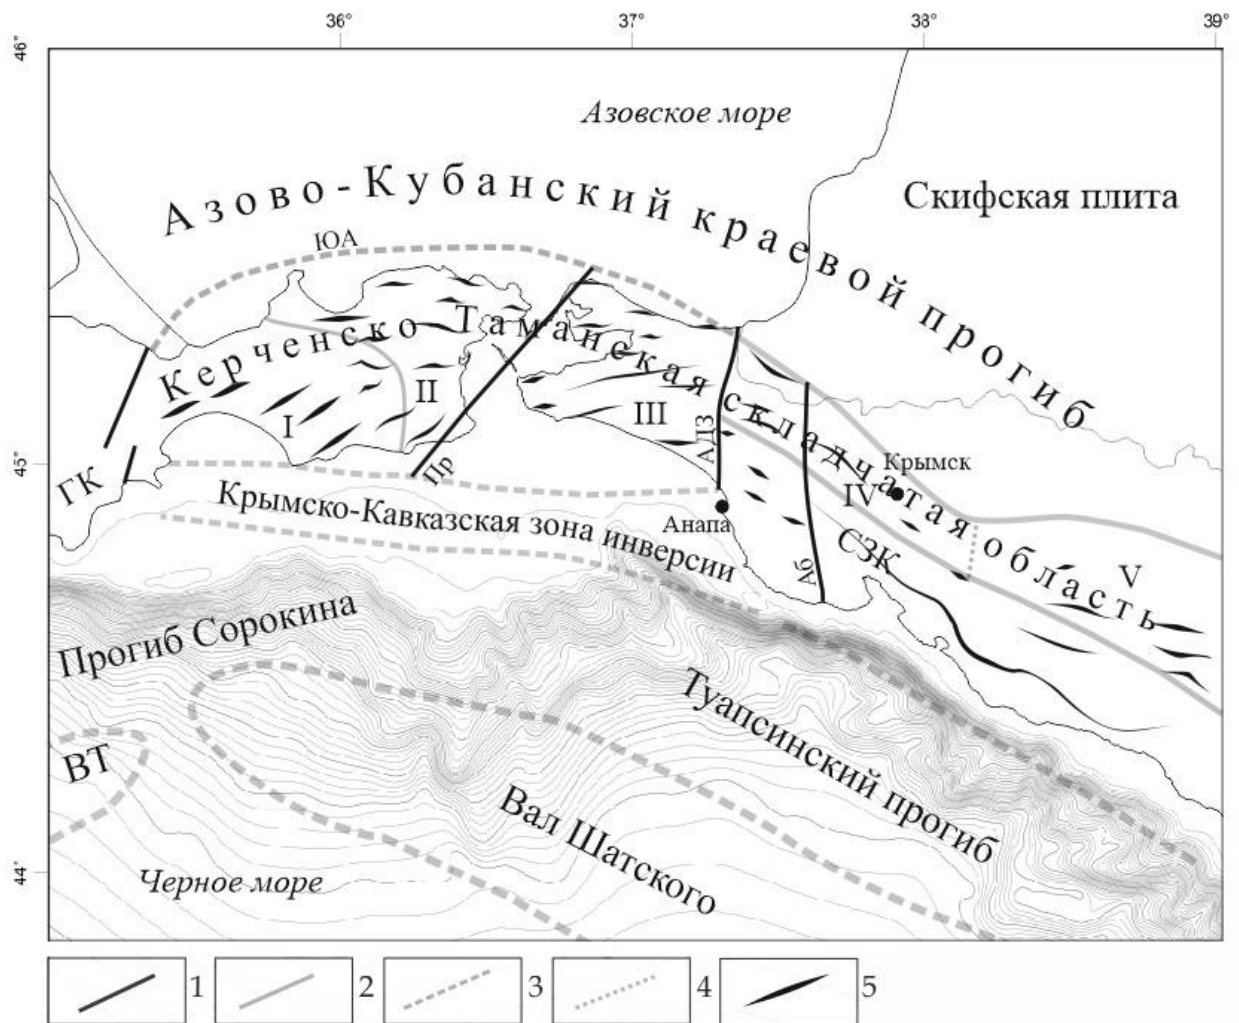 36°
37°
38°
39°
46°
Азовское море
Скифская плита
Азово-Кубанский краевой прогиб
ЮА
Керченско Таманская складчатая область
I
II
III
АДЗ
Крымск
IV
45°
ГК
Пр
Анапа
Крымско-Кавказская зона инверсии
СЗК
Аб
V
Прогиб Сорокина
Туапсинский прогиб
ВТ
Вал Шатского
44°
Черное море
1
2
3
4
5